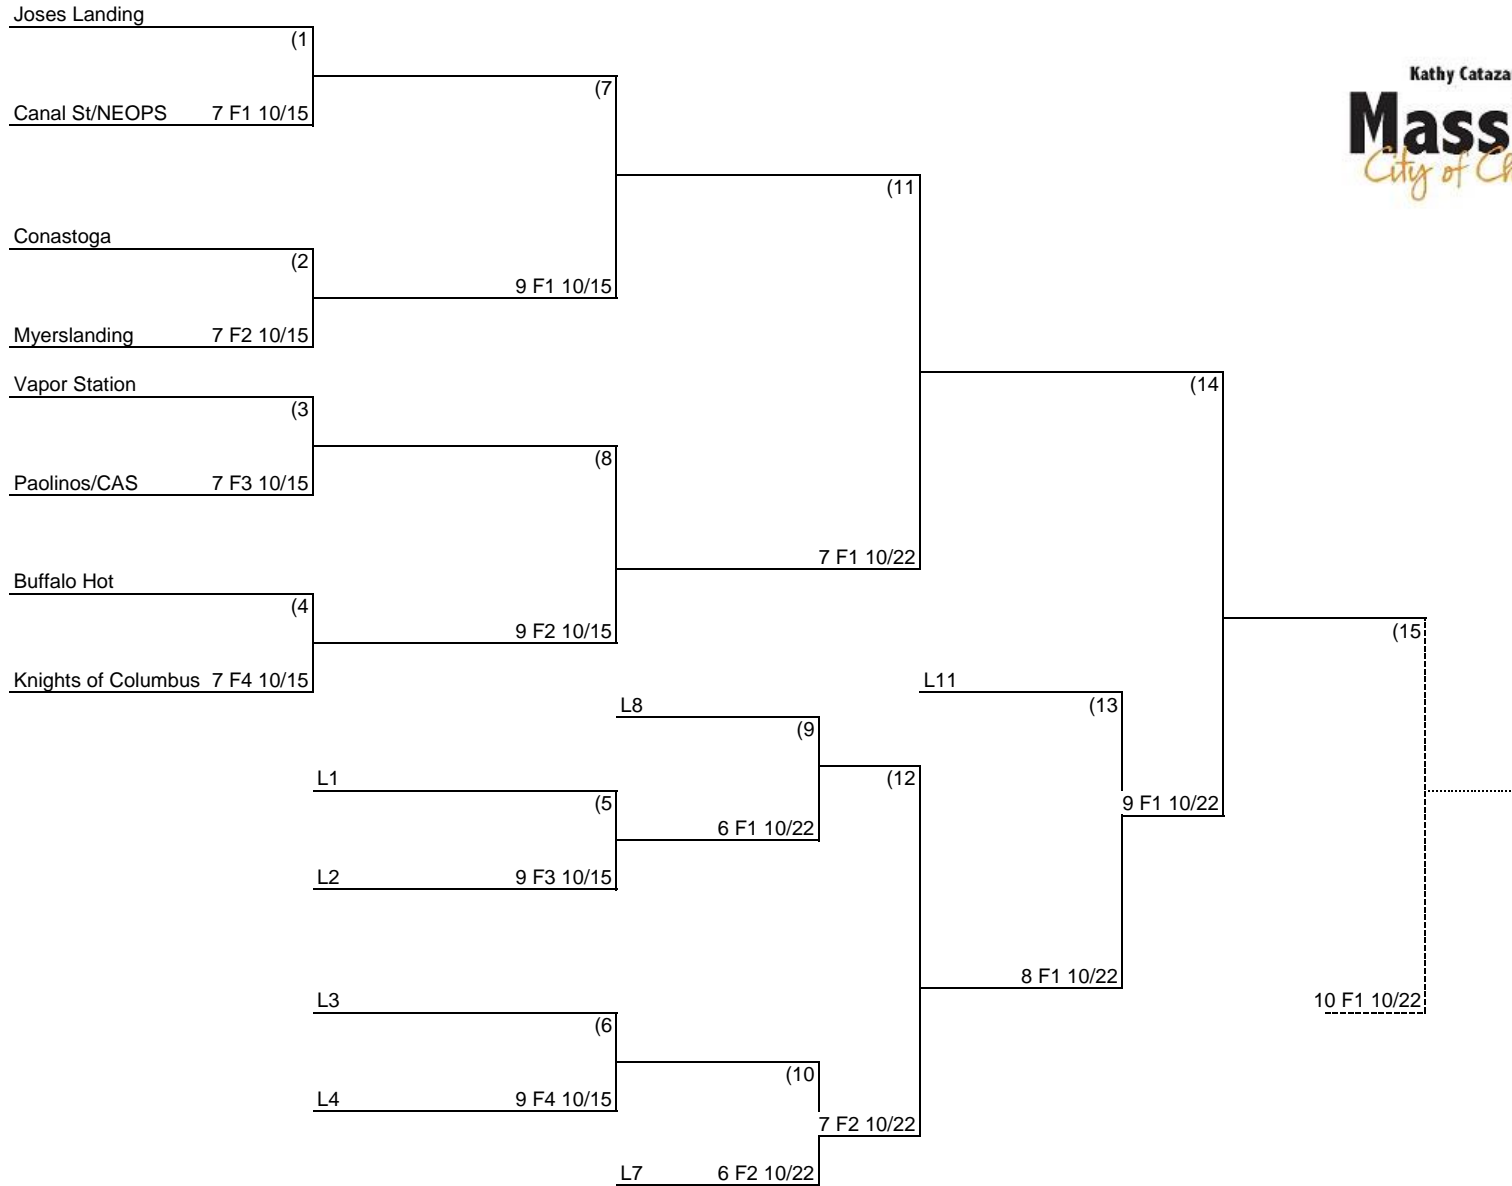 Joses Landing
(1
Canal St/NEOPS 7 F1 10/15
(7
Kathy Cataza
Mass
City of Ch
(11
Conastoga
(2
9 F1 10/15
Myerslanding 7 F2 10/15
Vapor Station
(3
(14
(8
Paolinos/CAS 7 F3 10/15
7 F1 10/22
Buffalo Hot
(4
9 F2 10/15
(15
Knights of Columbus 7 F4 10/15
L11
(13
L8
(9
L1
(12
(5
9 F1 10/22
6 F1 10/22
L2 9 F3 10/15
8 F1 10/22
L3
10 F1 10/22
(6
(10
L4 9 F4 10/15
7 F2 10/22
L7 6 F2 10/22